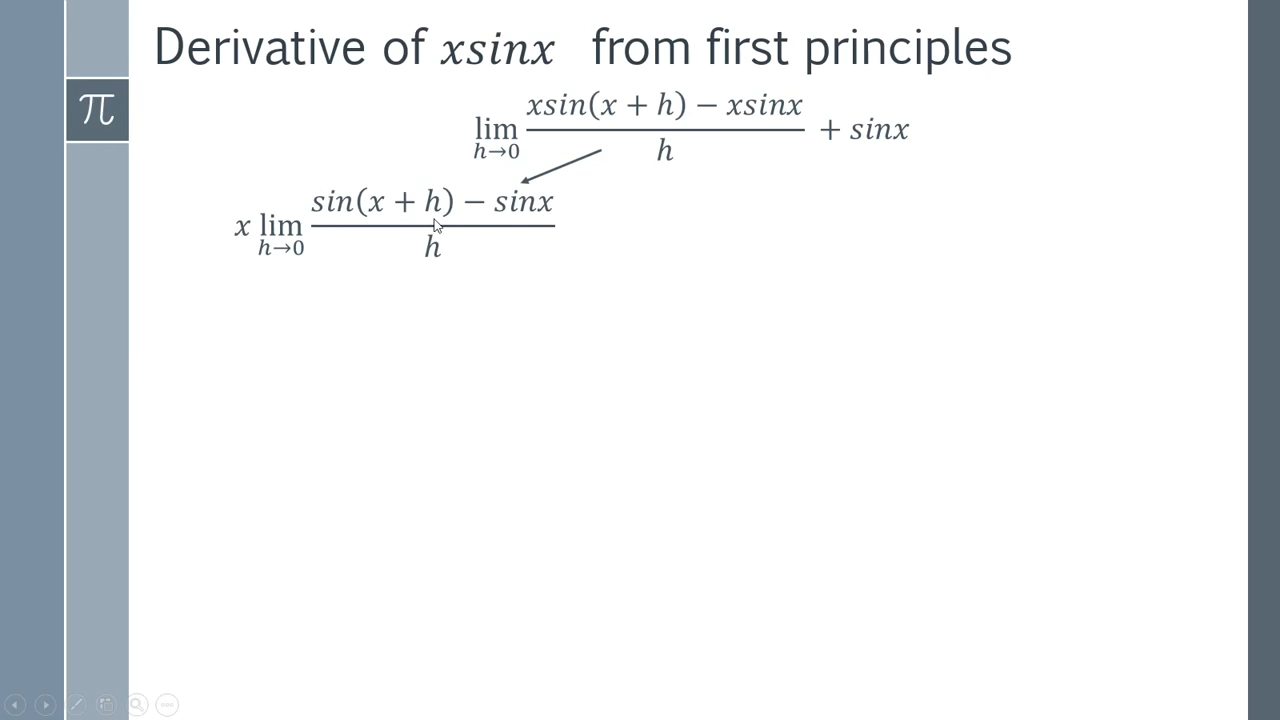 Derivative of xsinx from first principles
π
lim h→0 (xsin(x + h) − xsinx)/h + sinx
x lim h→0 (sin(x + h) − sinx)/h